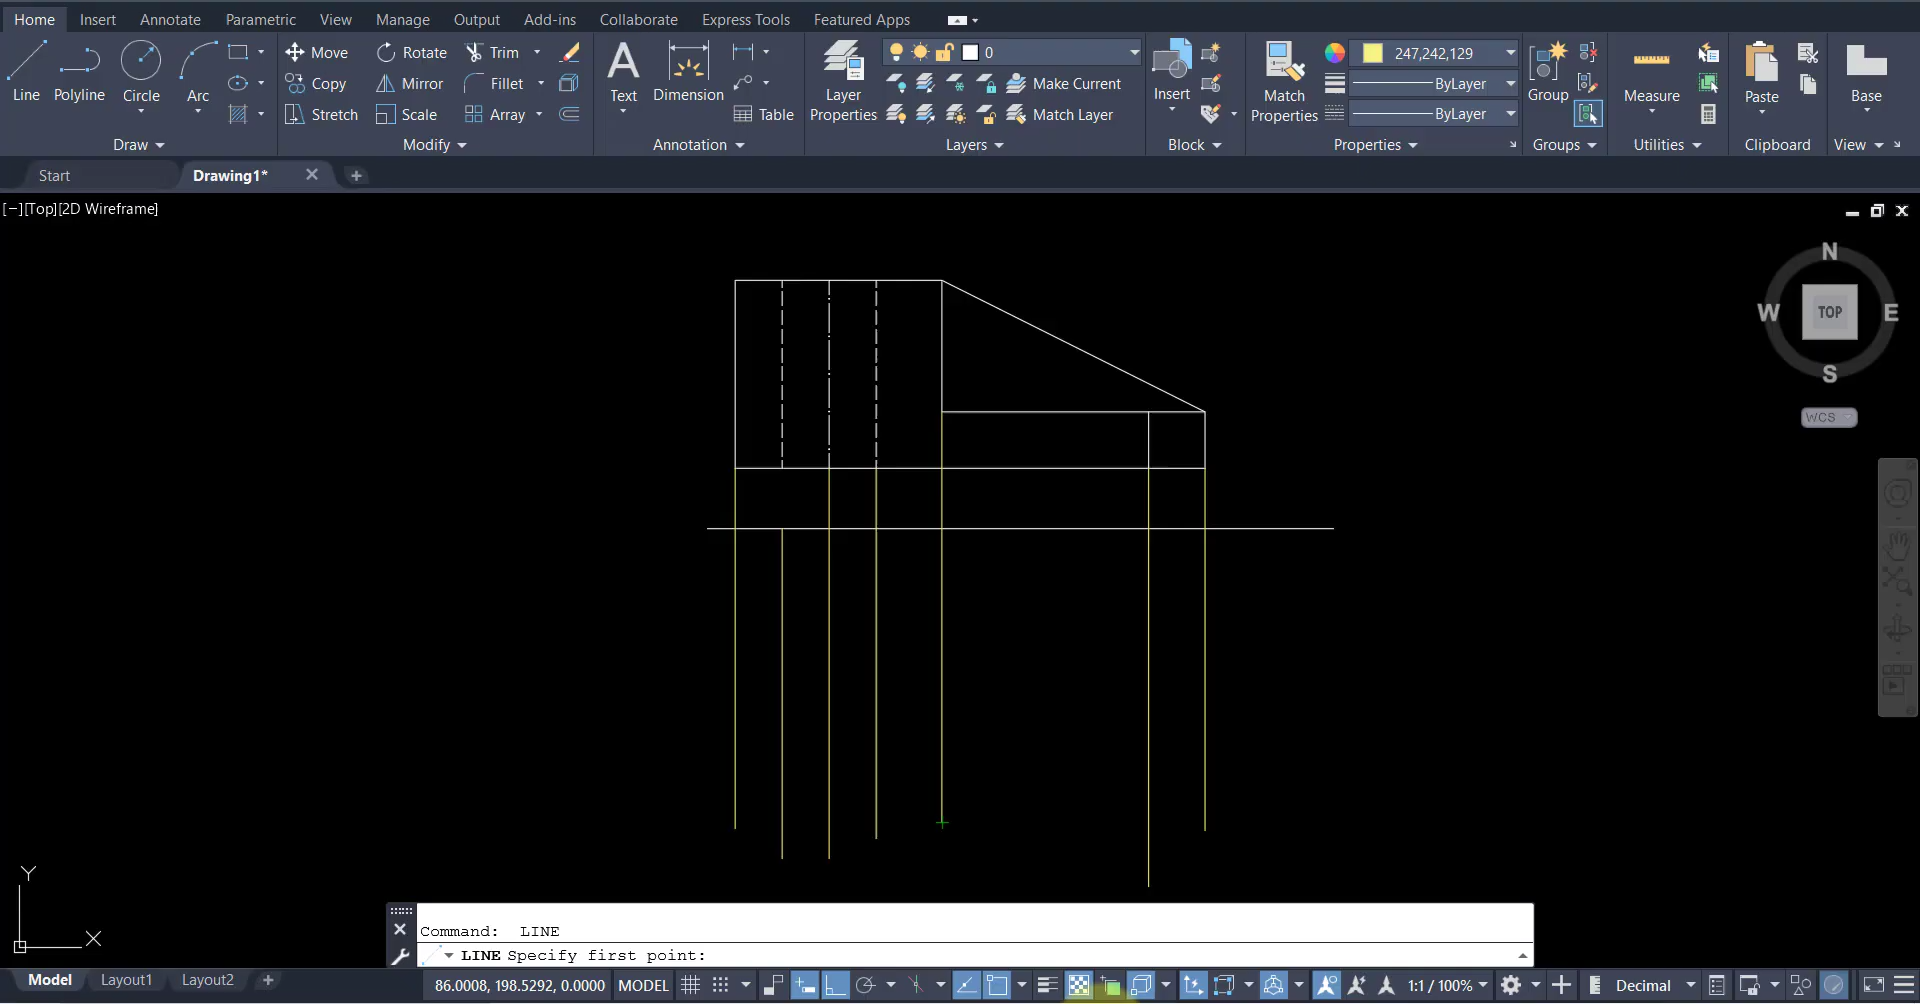 Home Insert Annotate Parametric View Manage Output Add-ins Collaborate Express Tools Featured Apps
Line Polyline Circle Arc
Move Rotate Trim
Copy Mirror Fillet
Stretch Scale Array
Text Dimension Table
Layer Properties
0
Make Current
Match Layer
Insert
Match Properties
247,242,129
ByLayer
ByLayer
Group
Measure
Paste
Base
Draw Modify Annotation Layers Block Properties Groups Utilities Clipboard View
Start Drawing1*
[−][Top][2D Wireframe]
N
W TOP E
S
WCS
Y
X
Command: LINE
LINE Specify first point:
Model Layout1 Layout2 86.0008, 198.5292, 0.0000 MODEL 1:1 / 100% Decimal